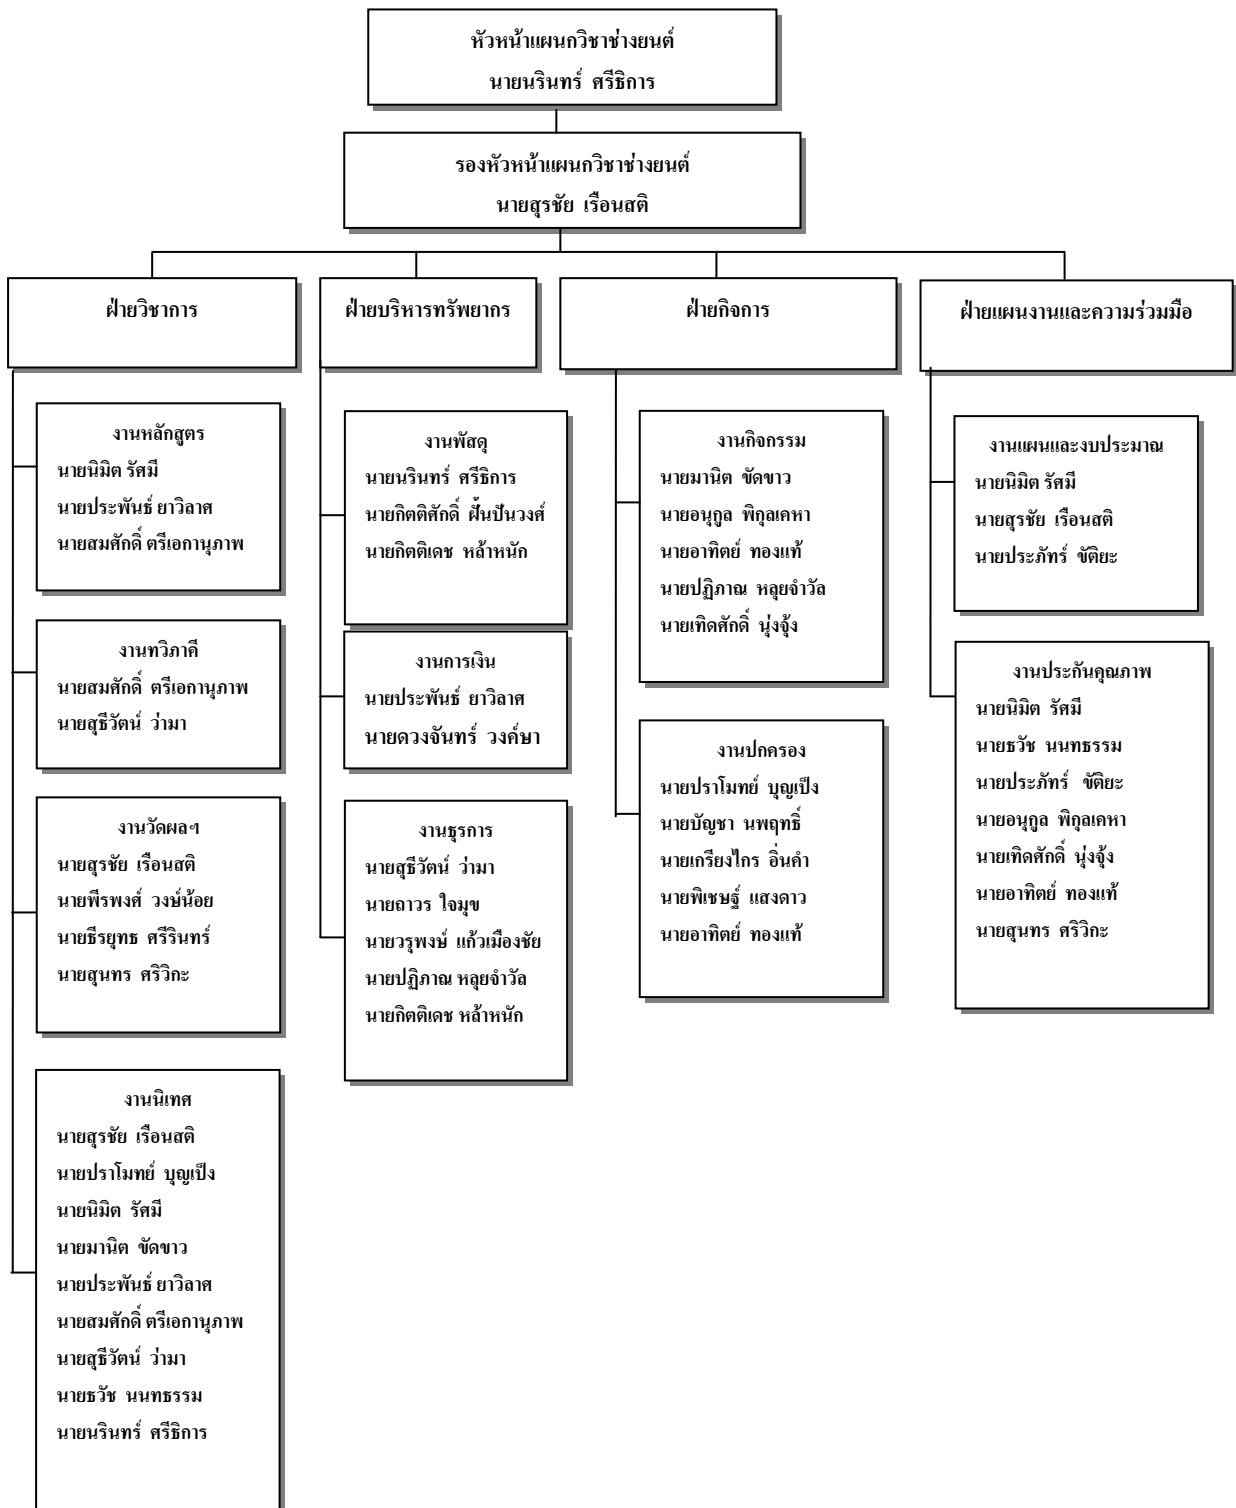 หัวหน้าแผนกวิชาช่างยนต์
นายนรินทร์ ศรีธิการ
รองหัวหน้าแผนกวิชาช่างยนต์
นายสุรชัย เรือนสติ
ฝ่ายวิชาการ
งานหลักสูตร
นายนิมิต รัศมี
นายประพันธ์ ยาวิลาศ
นายสมศักดิ์ ตรีเอกานุภาพ
งานทวิภาคี
นายสมศักดิ์ ตรีเอกานุภาพ
นายสุธีวัตน์ ว่ามา
งานวัดผลฯ
นายสุรชัย เรือนสติ
นายพีรพงศ์ วงษ์น้อย
นายธีรยุทธ ศรีรินทร์
นายสุนทร ศริวิกะ
งานนิเทศ
นายสุรชัย เรือนสติ
นายปราโมทย์ บุญเป็ง
นายนิมิต รัศมี
นายมานิต ขัดขาว
นายประพันธ์ ยาวิลาศ
นายสมศักดิ์ ตรีเอกานุภาพ
นายสุธีวัตน์ ว่ามา
นายธวัช นนทธรรม
นายนรินทร์ ศรีธิการ
ฝ่ายบริหารทรัพยากร
งานพัสดุ
นายนรินทร์ ศรีธิการ
นายกิตติศักดิ์ ฝั้นปันวงศ์
นายกิตติเดช หล้าหนัก
งานการเงิน
นายประพันธ์ ยาวิลาศ
นายดวงจันทร์ วงค์ษา
งานธุรการ
นายสุธีวัตน์ ว่ามา
นายถาวร ใจมุข
นายวรุพงษ์ แก้วเมืองชัย
นายปฏิภาณ หลุยจำวัล
นายกิตติเดช หล้าหนัก
ฝ่ายกิจการ
งานกิจกรรม
นายมานิต ขัดขาว
นายอนุกูล พิกุลเคหา
นายอาทิตย์ ทองแท้
นายปฏิภาณ หลุยจำวัล
นายเทิดศักดิ์ นุ่งจุ้ง
งานปกครอง
นายปราโมทย์ บุญเป็ง
นายบัญชา นพฤทธิ์
นายเกรียงไกร อิ่นคำ
นายพิเชษฐ์ แสงดาว
นายอาทิตย์ ทองแท้
ฝ่ายแผนงานและความร่วมมือ
งานแผนและงบประมาณ
นายนิมิต รัศมี
นายสุรชัย เรือนสติ
นายประภัทร์ ขัติยะ
งานประกันคุณภาพ
นายนิมิต รัศมี
นายธวัช นนทธรรม
นายประภัทร์ ขัติยะ
นายอนุกูล พิกุลเคหา
นายเทิดศักดิ์ นุ่งจุ้ง
นายอาทิตย์ ทองแท้
นายสุนทร ศริวิกะ